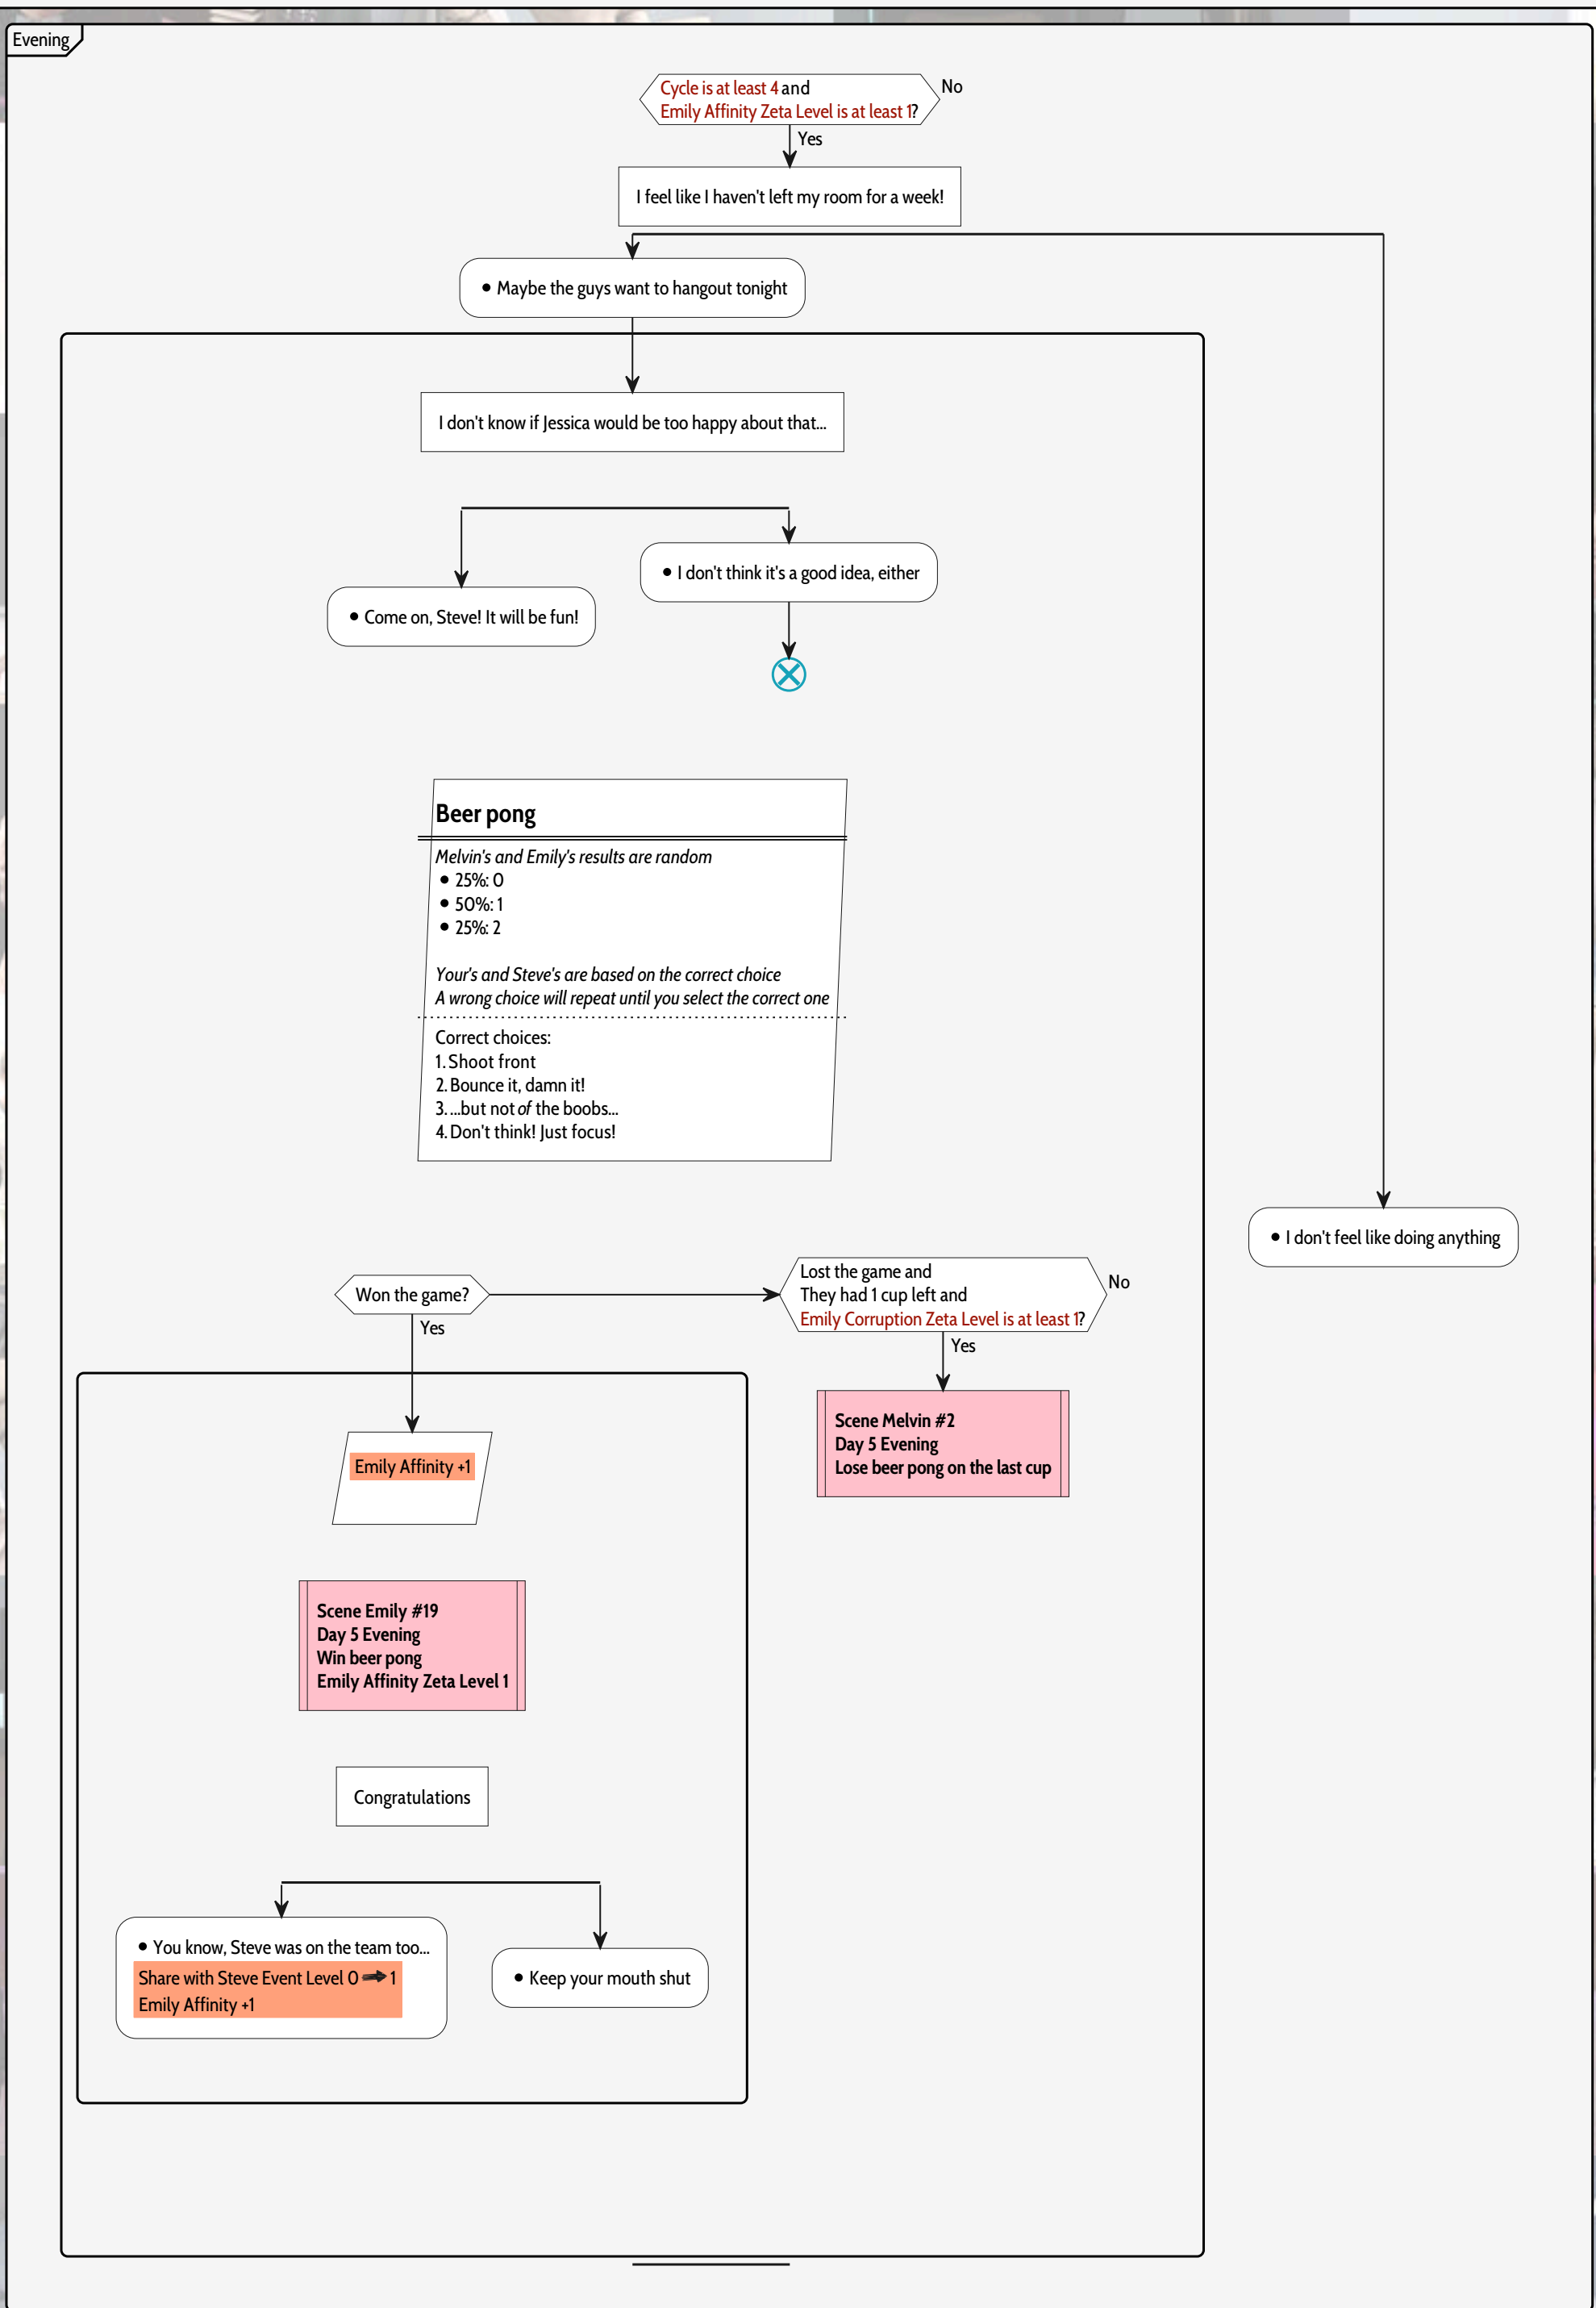 Evening
Cycle is at least 4 and
Emily Affinity Zeta Level is at least 1?
No
Yes
I feel like I haven't left my room for a week!
• Maybe the guys want to hangout tonight
I don't know if Jessica would be too happy about that...
• I don't think it's a good idea, either
• Come on, Steve! It will be fun!
Beer pong
Melvin's and Emily's results are random
• 25%: 0
• 50%: 1
• 25%: 2
Your's and Steve's are based on the correct choice
A wrong choice will repeat until you select the correct one
Correct choices:
1. Shoot front
2. Bounce it, damn it!
3. ...but not of the boobs...
4. Don't think! Just focus!
• I don't feel like doing anything
Won the game?
Yes
Lost the game and
They had 1 cup left and
Emily Corruption Zeta Level is at least 1?
No
Yes
Scene Melvin #2
Day 5 Evening
Lose beer pong on the last cup
Emily Affinity +1
Scene Emily #19
Day 5 Evening
Win beer pong
Emily Affinity Zeta Level 1
Congratulations
• You know, Steve was on the team too...
Share with Steve Event Level 0 ➡ 1
Emily Affinity +1
• Keep your mouth shut